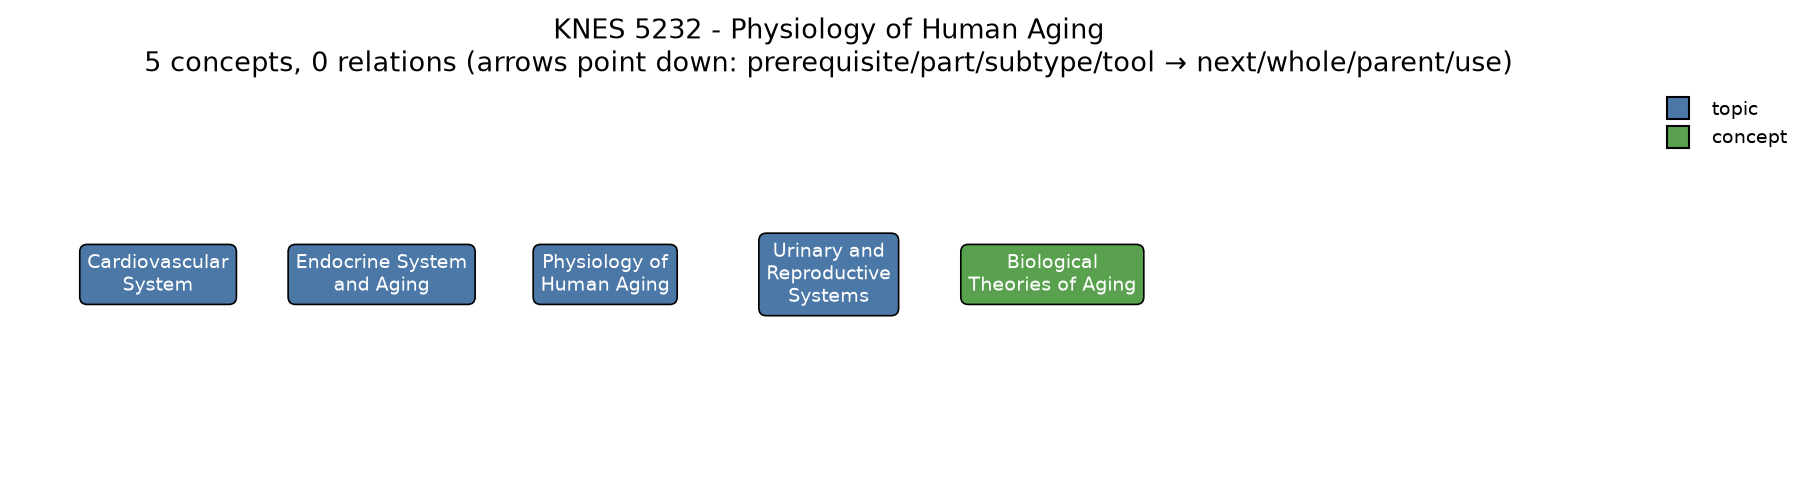 KNES 5232 - Physiology of Human Aging
5 concepts, 0 relations (arrows point down: prerequisite/part/subtype/tool → next/whole/parent/use)
topic
concept
Cardiovascular
System
Endocrine System
and Aging
Physiology of
Human Aging
Urinary and
Reproductive
Systems
Biological
Theories of Aging